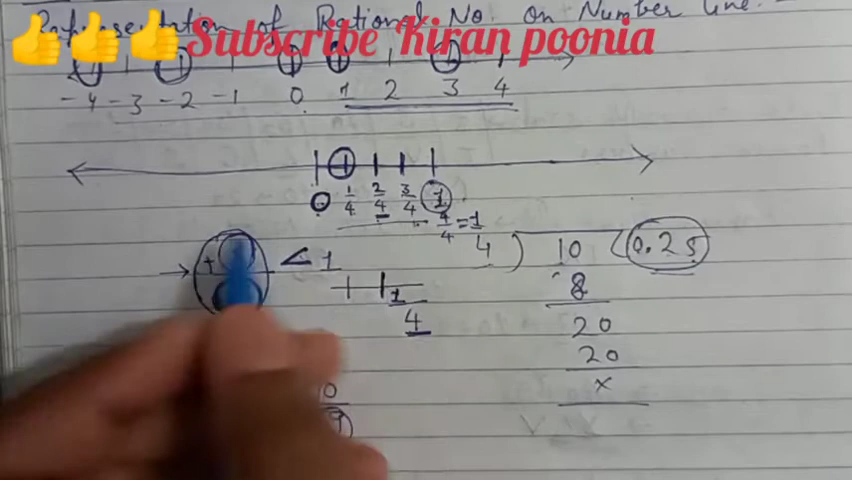 Representation of Rational No. on Number line.
👍👍👍Subscribe Kiran poonia
-4 -3 -2 -1 0 1 2 3 4
0 1/4 2/4 3/4 1
4/4 = 1
< 1
4 ) 10 ( 0.25
1
8
4
20
20
x